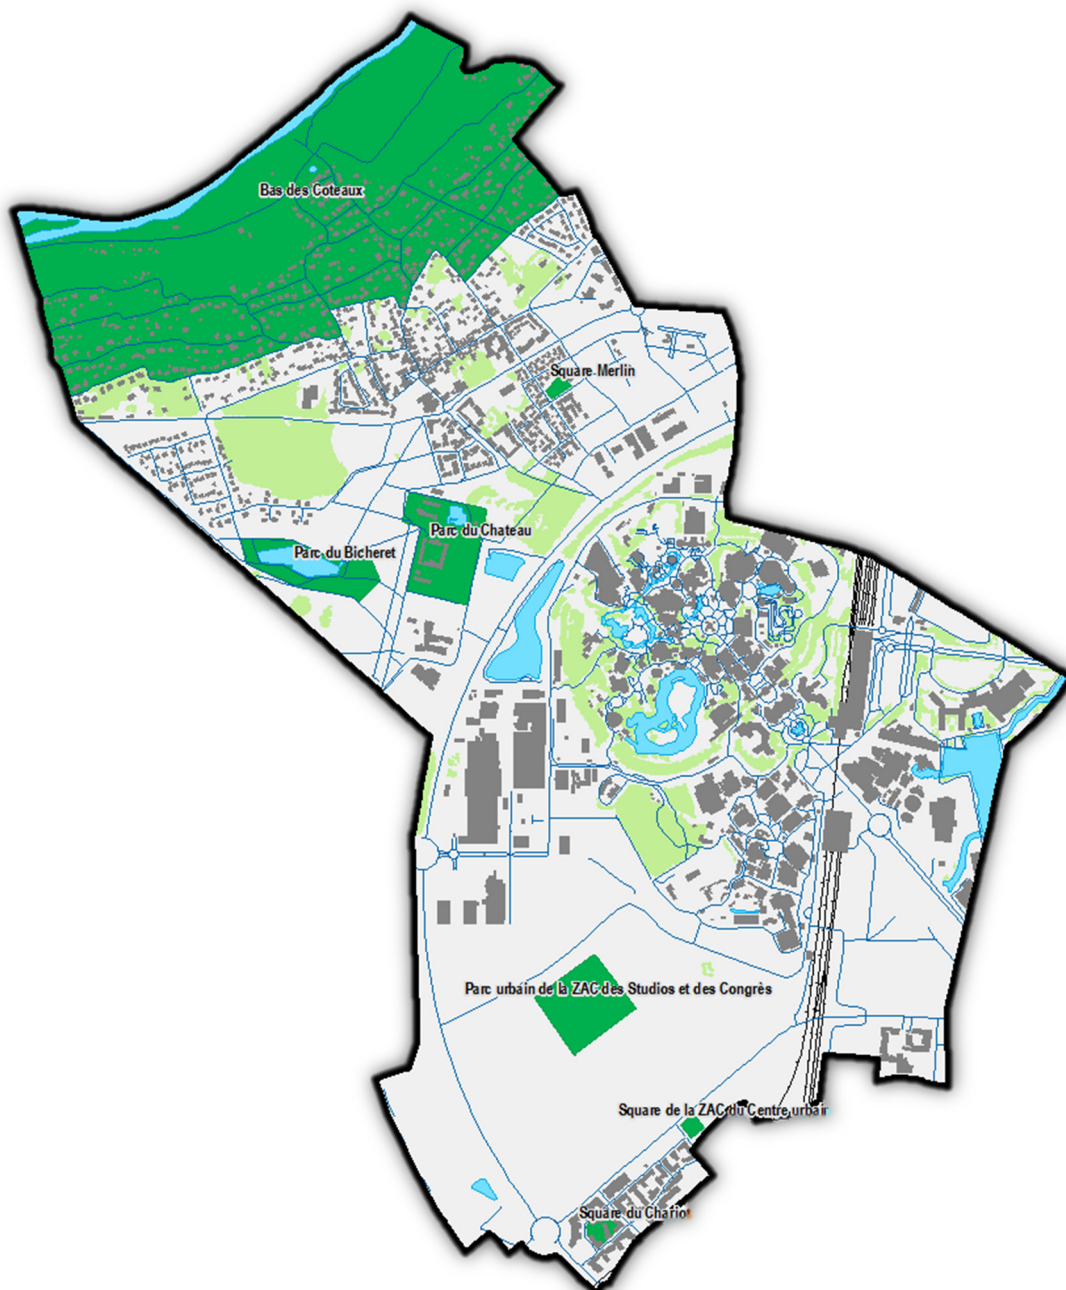 Bas des Coteaux
Square Merlin
Parc du Chateau
Parc du Bicheret
Parc urbain de la ZAC des Studios et des Congrès
Square de la ZAC du Centre urbain
Square du Chariot